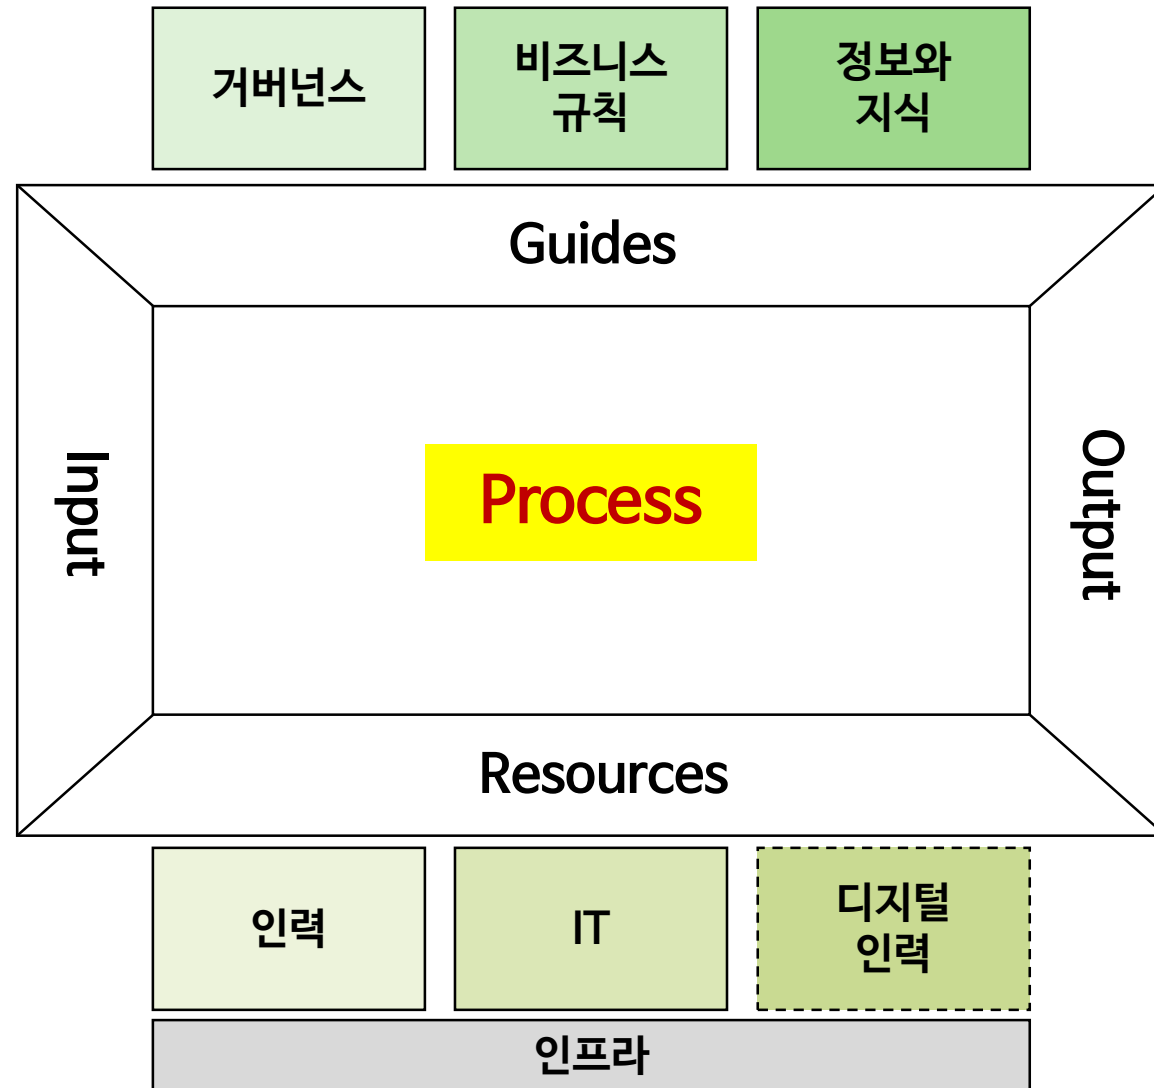 거버넌스
비즈니스
규칙
정보와
지식
Guides
Input
Process
Output
Resources
인력
IT
디지털
인력
인프라